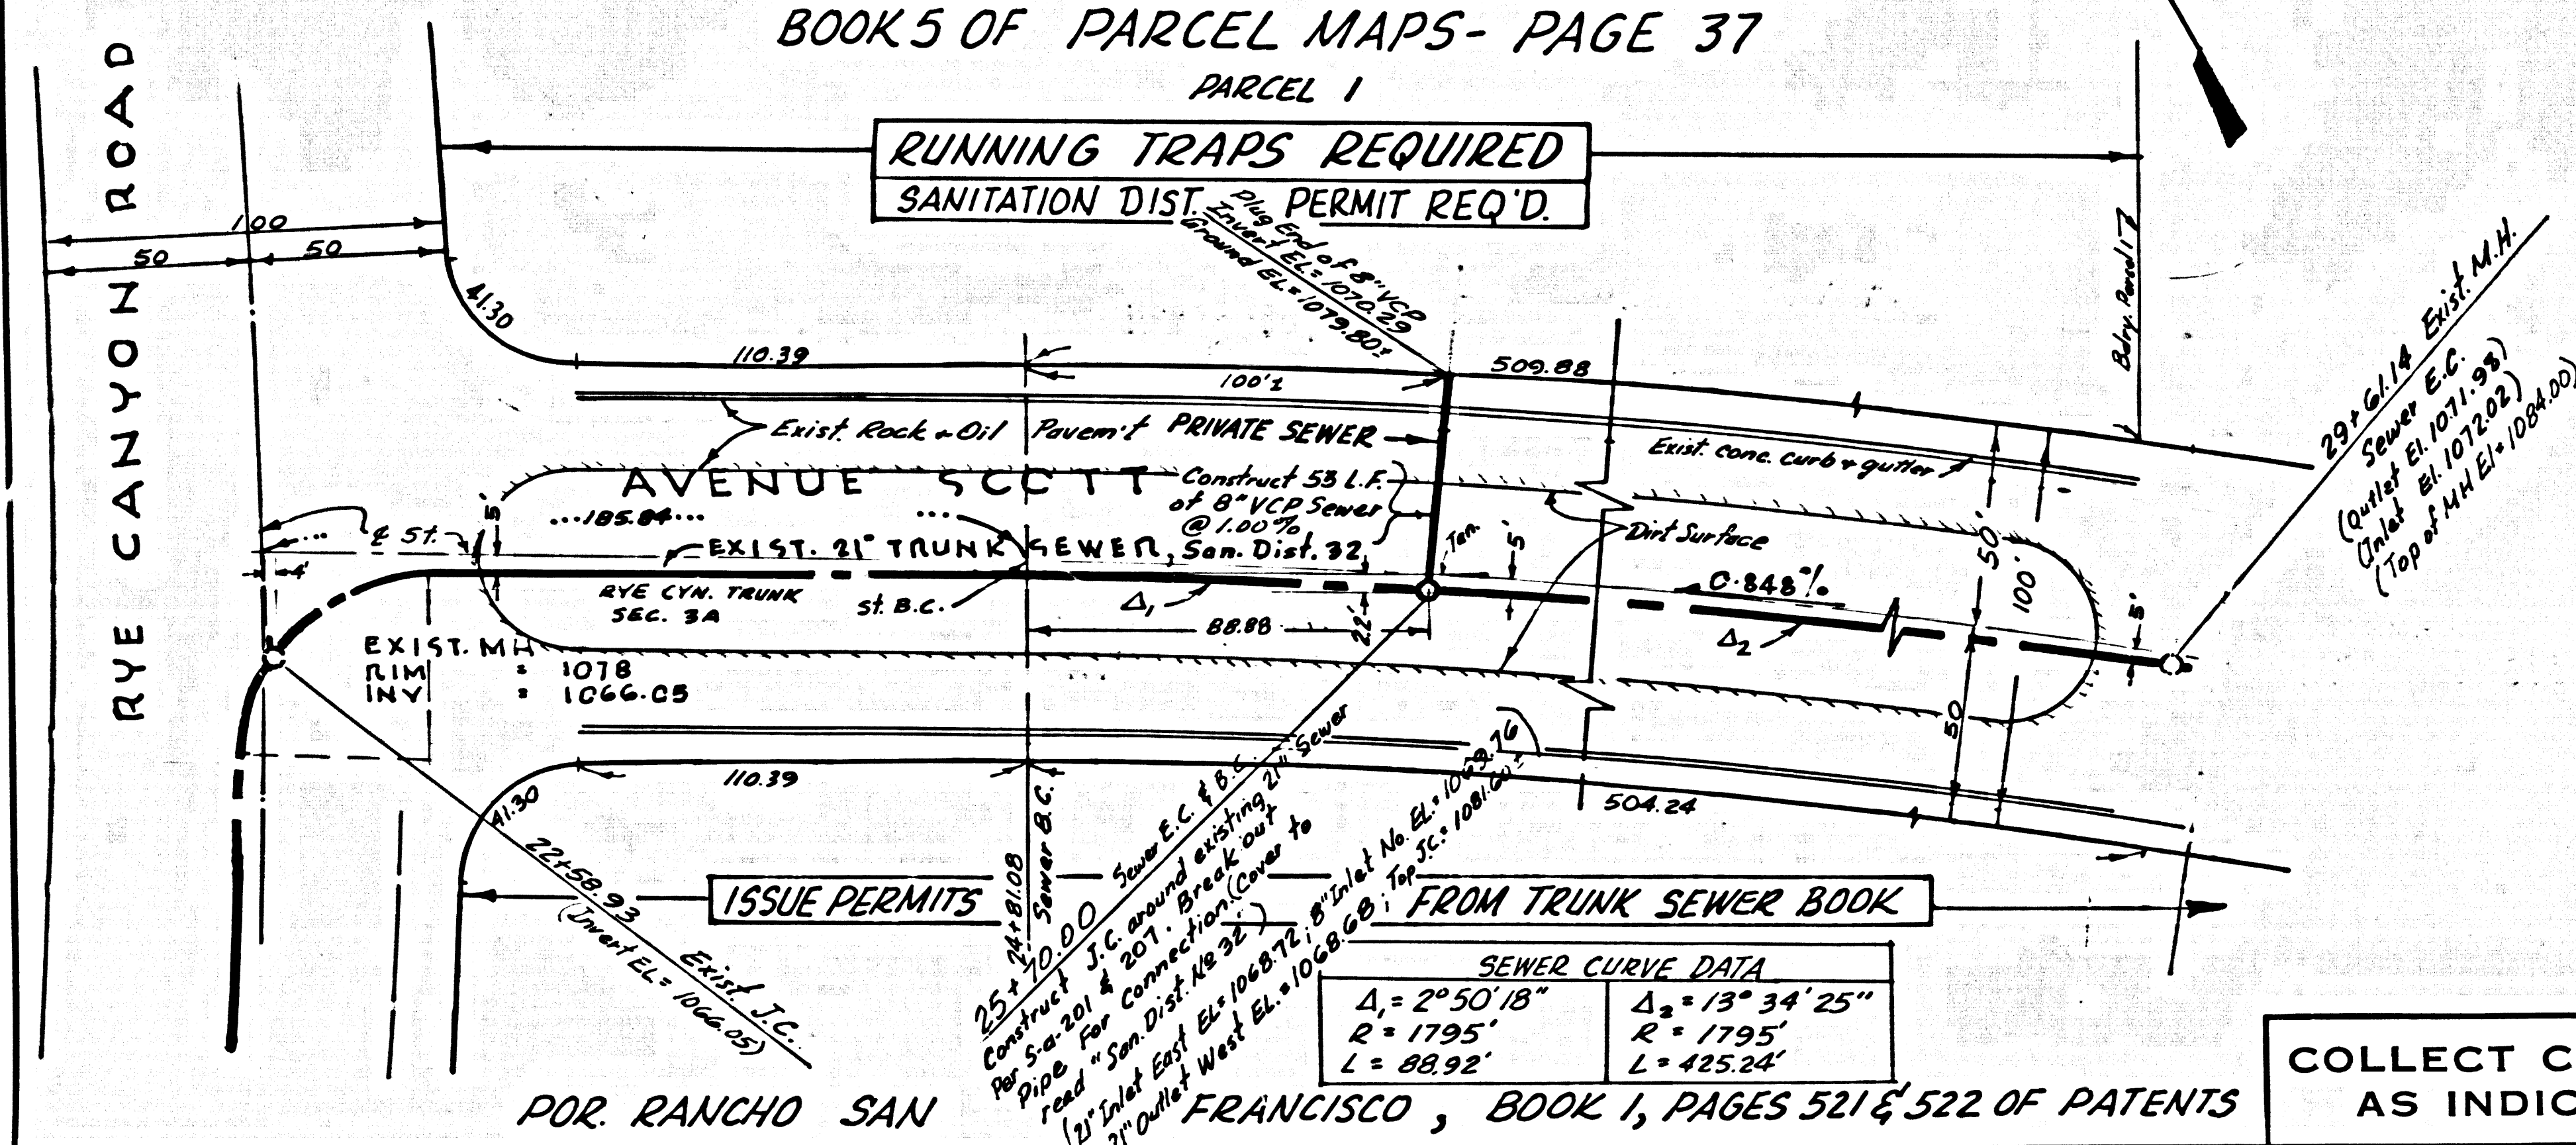 BOOK 5 OF PARCEL MAPS - PAGE 37
PARCEL 1
RUNNING TRAPS REQUIRED
SANITATION DIST. PERMIT REQ'D.
RYE CANYON ROAD
100
50
50
41.30
Plug End of 8" VCP
Invert EL = 1070.29
Ground EL. = 1079.80±
Bdry. Parcel 17
110.39
100'±
509.88
Exist. Rock & Oil Pavem't
PRIVATE SEWER
Exist. conc. curb & gutter
29+61.14 Exist. M.H.
Sewer E.C.
(Outlet El. 1071.98)
(Inlet El. 1072.02)
(Top of MH El = 1084.00)
AVENUE SCOTT
Construct 53 L.F.
of 8" VCP Sewer
@ 1.00%
...185.84...
5'
℄ St.
EXIST. 21" TRUNK SEWER, San. Dist. 32
Tan.
5'
Dirt Surface
50'
100'
4'
RYE CYN. TRUNK
SEC. 3A
St. B.C.
Δ₁
88.88
22'
0.848%
Δ₂
5'
EXIST. MH
RIM = 1078
INV = 1066.05
50
110.39
41.30
504.24
22+58.93 Exist. J.C.
(Invert EL = 1066.05)
24+81.08
Sewer B.C.
25+70.00 Sewer E.C. & B.C.
Construct J.C. around existing 21" Sewer
Per S-a-201 & 207. Break out
Pipe For Connection. (Cover to
read "San. Dist. No 32")
(21" Inlet East EL = 1068.72; 8" Inlet No. EL. = 1069.76
21" Outlet West EL. = 1068.68; Top J.C. = 1081.60±
ISSUE PERMITS FROM TRUNK SEWER BOOK
SEWER CURVE DATA
Δ₁ = 2°50'18"
R = 1795'
L = 88.92'
Δ₂ = 13°34'25"
R = 1795'
L = 425.24'
POR. RANCHO SAN FRANCISCO, BOOK 1, PAGES 521 & 522 OF PATENTS
COLLECT C
AS INDIC